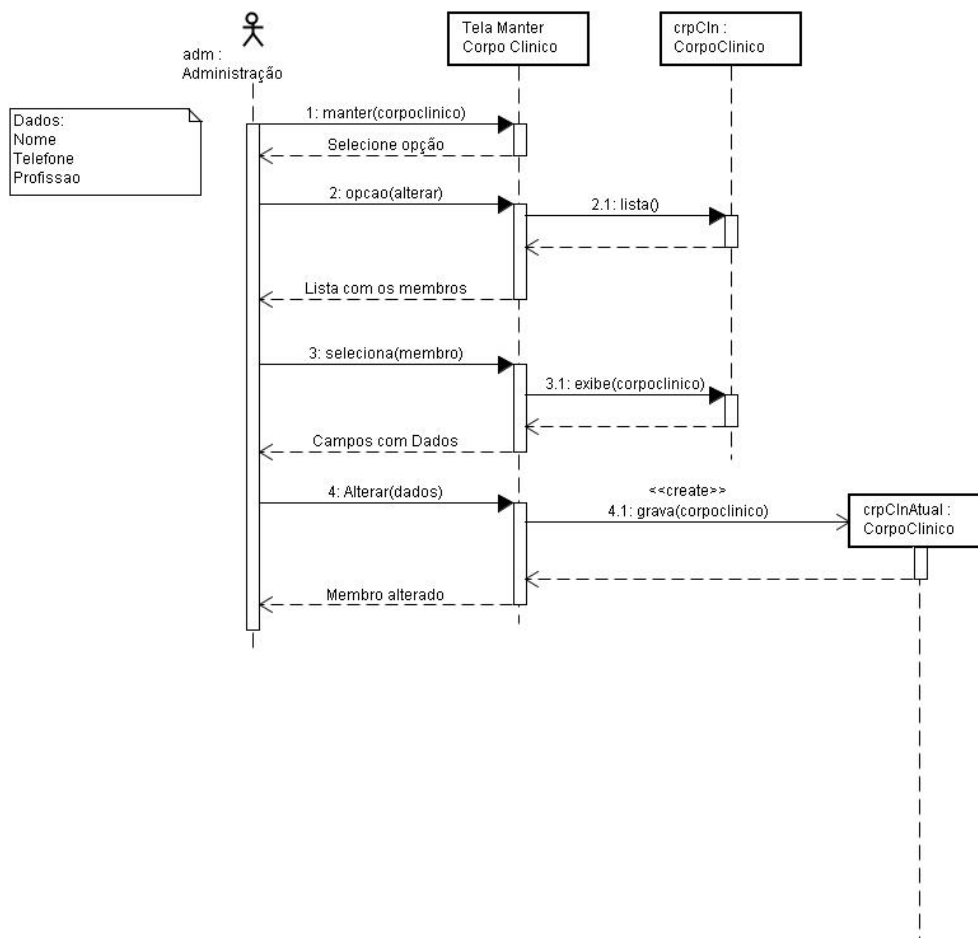 adm :
Administração
Tela Manter
Corpo Clinico
crpCln :
CorpoClinico
Dados:
Nome
Telefone
Profissao
1: manter(corpoclinico)
Selecione opção
2: opcao(alterar)
2.1: lista()
Lista com os membros
3: seleciona(membro)
3.1: exibe(corpoclinico)
Campos com Dados
4: Alterar(dados)
<<create>>
4.1: grava(corpoclinico)
crpClnAtual :
CorpoClinico
Membro alterado